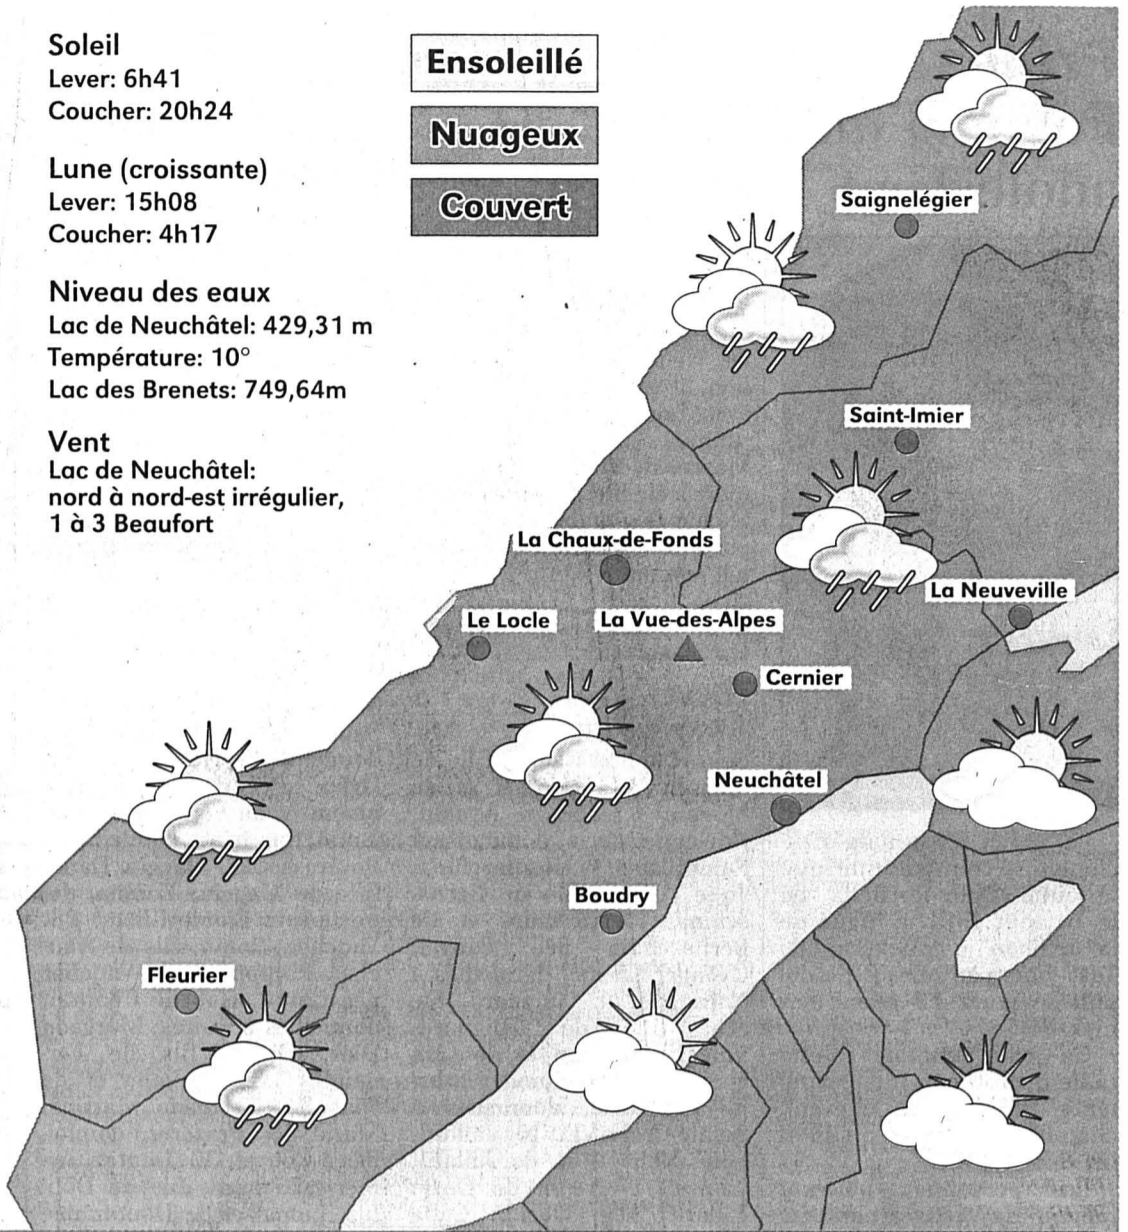 Soleil
Lever: 6h41
Coucher: 20h24
Lune (croissante)
Lever: 15h08
Coucher: 4h17
Niveau des eaux
Lac de Neuchâtel: 429,31 m
Température: 10°
Lac des Brenets: 749,64m
Vent
Lac de Neuchâtel:
nord à nord-est irrégulier,
1 à 3 Beaufort
Ensoleillé
Nuageux
Couvert
Saignelégier
Saint-Imier
La Chaux-de-Fonds
La Neuveville
Le Locle
La Vue-des-Alpes
Cernier
Neuchâtel
Boudry
Fleurier